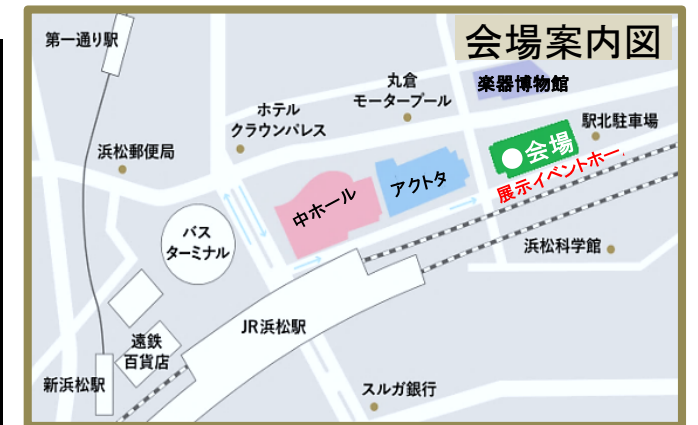 会場案内図
第一通り駅
楽器博物館
丸倉
モータープール
ホテル
クラウンパレス
駅北駐車場
浜松郵便局
●会場
展示イベントホー
アクトタ
中ホール
バス
ターミナル
浜松科学館
JR浜松駅
遠鉄
百貨店
新浜松駅
スルガ銀行